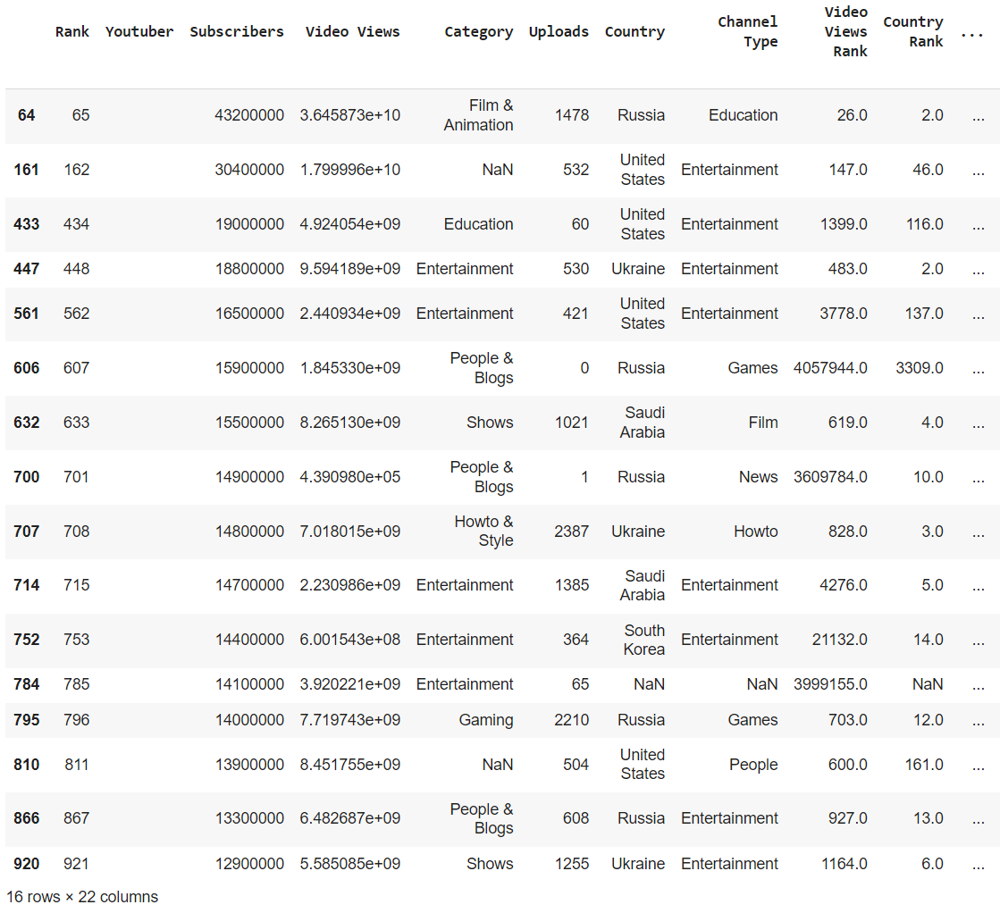 Rank Youtuber Subscribers Video Views Category Uploads Country Channel Type Video Views Rank Country Rank ...
64 65 43200000 3.645873e+10 Film & Animation 1478 Russia Education 26.0 2.0 ...
161 162 30400000 1.799996e+10 NaN 532 United States Entertainment 147.0 46.0 ...
433 434 19000000 4.924054e+09 Education 60 United States Entertainment 1399.0 116.0 ...
447 448 18800000 9.594189e+09 Entertainment 530 Ukraine Entertainment 483.0 2.0 ...
561 562 16500000 2.440934e+09 Entertainment 421 United States Entertainment 3778.0 137.0 ...
606 607 15900000 1.845330e+09 People & Blogs 0 Russia Games 4057944.0 3309.0 ...
632 633 15500000 8.265130e+09 Shows 1021 Saudi Arabia Film 619.0 4.0 ...
700 701 14900000 4.390980e+05 People & Blogs 1 Russia News 3609784.0 10.0 ...
707 708 14800000 7.018015e+09 Howto & Style 2387 Ukraine Howto 828.0 3.0 ...
714 715 14700000 2.230986e+09 Entertainment 1385 Saudi Arabia Entertainment 4276.0 5.0 ...
752 753 14400000 6.001543e+08 Entertainment 364 South Korea Entertainment 21132.0 14.0 ...
784 785 14100000 3.920221e+09 Entertainment 65 NaN NaN 3999155.0 NaN ...
795 796 14000000 7.719743e+09 Gaming 2210 Russia Games 703.0 12.0 ...
810 811 13900000 8.451755e+09 NaN 504 United States People 600.0 161.0 ...
866 867 13300000 6.482687e+09 People & Blogs 608 Russia Entertainment 927.0 13.0 ...
920 921 12900000 5.585085e+09 Shows 1255 Ukraine Entertainment 1164.0 6.0 ...
16 rows × 22 columns